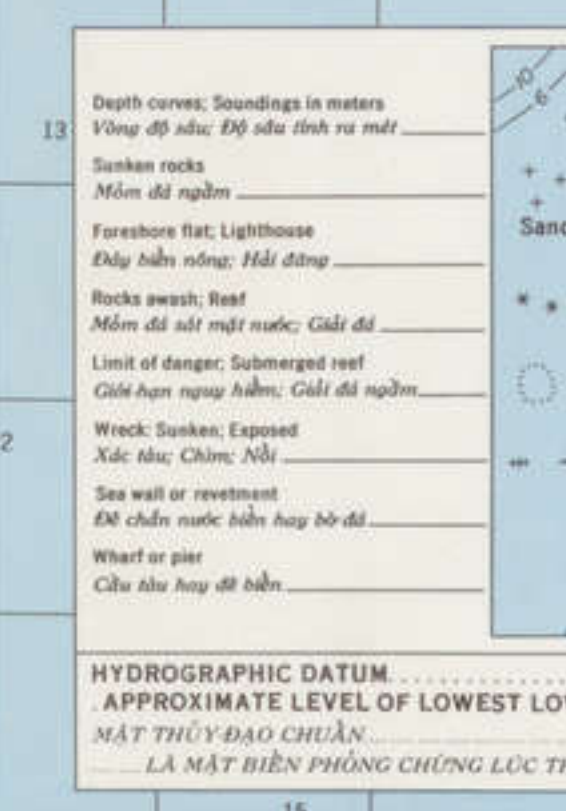 10
6
13
Depth curves; Soundings in meters
Vòng độ sâu; Độ sâu tính ra mét
Sunken rocks
Mỏm đá ngầm
Sand
Foreshore flat; Lighthouse
Đáy biển nông; Hải đăng
Rocks awash; Reef
Mỏm đá sát mặt nước; Giải đá
Limit of danger; Submerged reef
Giới hạn nguy hiểm; Giải đá ngầm
2
Wreck: Sunken; Exposed
Xác tàu; Chìm; Nổi
Sea wall or revetment
Đê chắn nước biển hay bờ đá
Wharf or pier
Cầu tàu hay đê biển
HYDROGRAPHIC DATUM
APPROXIMATE LEVEL OF LOWEST LOW
MẶT THỦY-ĐẠO CHUẨN
LÀ MẶT BIỂN PHỎNG CHỪNG LÚC TH
15